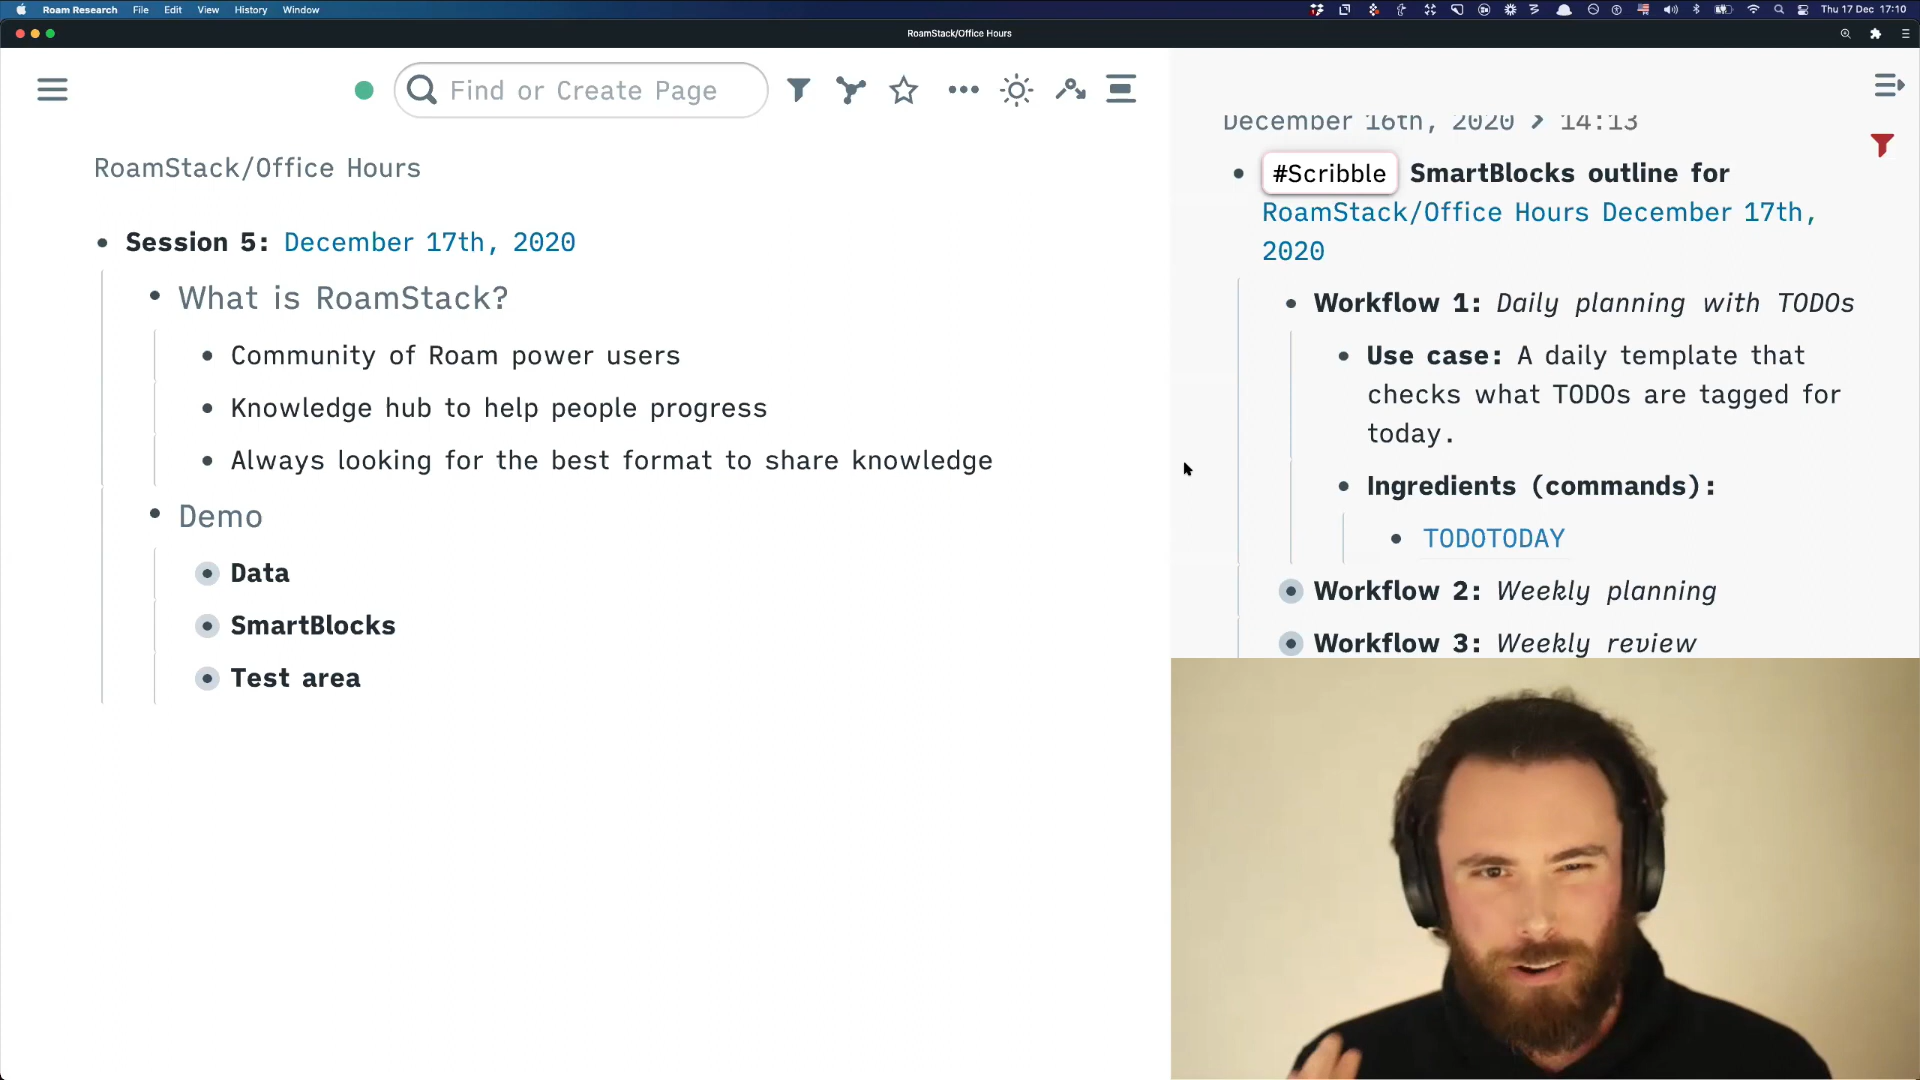 Roam Research File Edit View History Window
Thu 17 Dec 17:10
RoamStack/Office Hours
Find or Create Page
RoamStack/Office Hours
Session 5: December 17th, 2020
What is RoamStack?
Community of Roam power users
Knowledge hub to help people progress
Always looking for the best format to share knowledge
Demo
Data
SmartBlocks
Test area
December 16th, 2020 > 14:13
#Scribble SmartBlocks outline for
RoamStack/Office Hours December 17th,
2020
Workflow 1: Daily planning with TODOs
Use case: A daily template that
checks what TODOs are tagged for
today.
Ingredients (commands):
TODOTODAY
Workflow 2: Weekly planning
Workflow 3: Weekly review